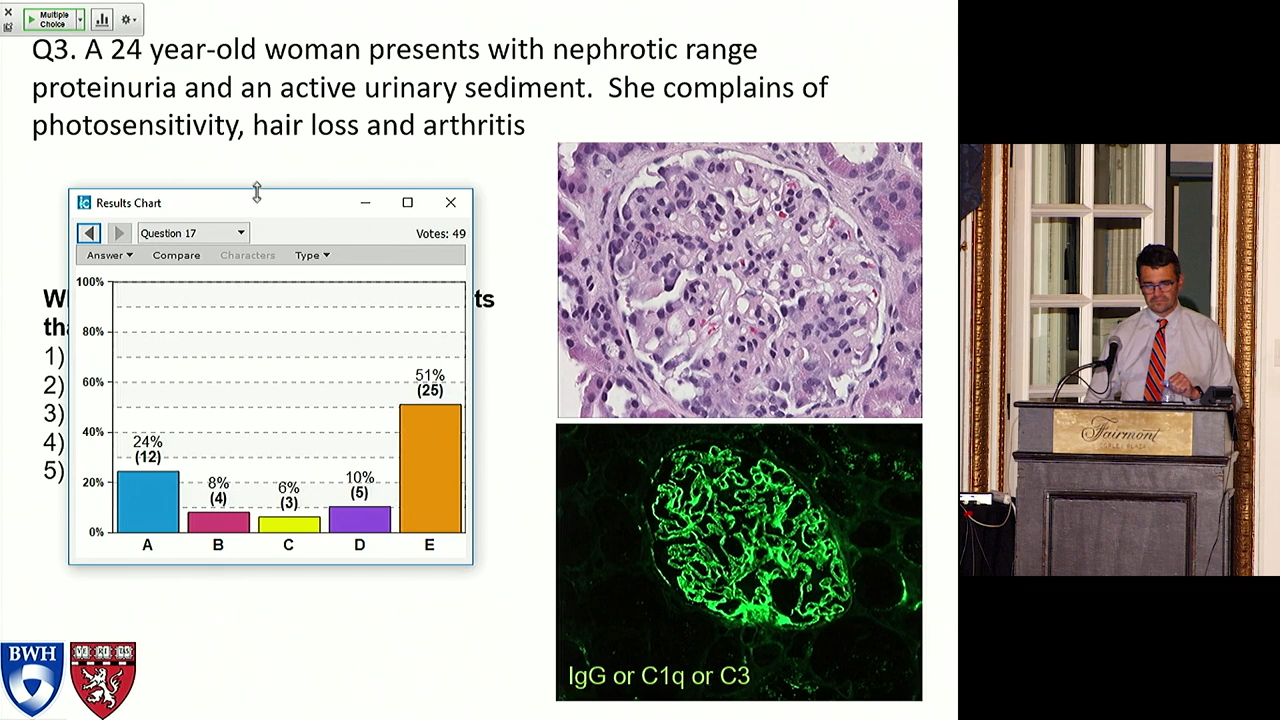 Multiple
Choice
Q3. A 24 year-old woman presents with nephrotic range
proteinuria and an active urinary sediment. She complains of
photosensitivity, hair loss and arthritis
Results Chart
Question 17
Votes: 49
Answer
Compare
Characters
Type
100%
80%
60%
40%
20%
0%
24%
(12)
8%
(4)
6%
(3)
10%
(5)
51%
(25)
A
B
C
D
E
ts
1)
2)
3)
4)
5)
IgG or C1q or C3
BWH
Fairmont
COPLEY PLAZA